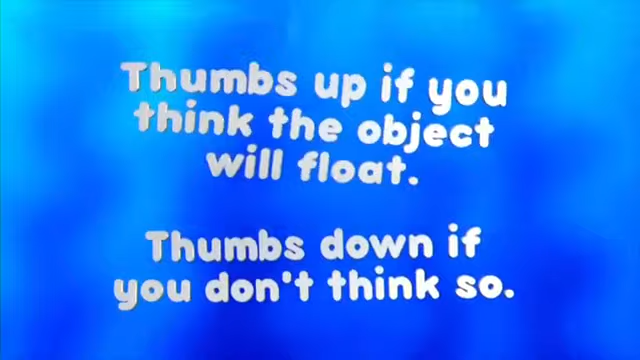 Thumbs up if you
think the object
will float.
Thumbs down if
you don't think so.